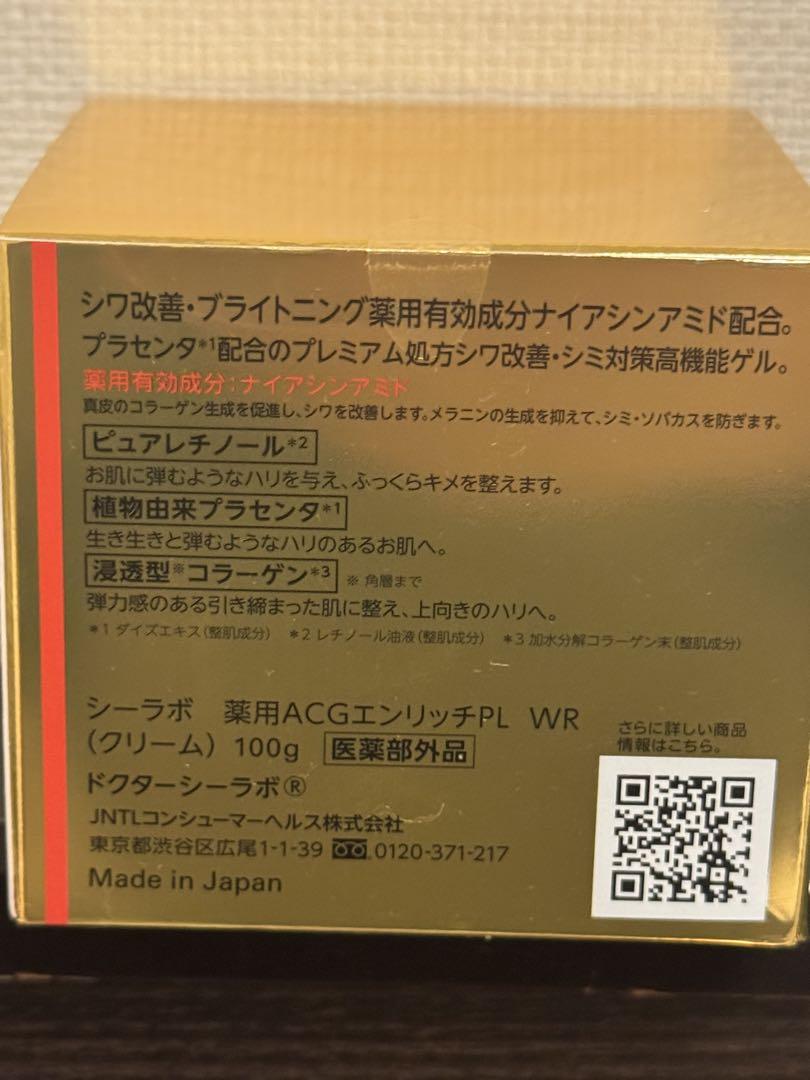 シワ改善・ブライトニング薬用有効成分ナイアシンアミド配合。
プラセンタ*1配合のプレミアム処方シワ改善・シミ対策高機能ゲル。
薬用有効成分:ナイアシンアミド
真皮のコラーゲン生成を促進し、シワを改善します。メラニンの生成を抑えて、シミ・ソバカスを防ぎます。
ピュアレチノール*2
お肌に弾むようなハリを与え、ふっくらキメを整えます。
植物由来プラセンタ*1
生き生きと弾むようなハリのあるお肌へ。
浸透型※コラーゲン*3 ※ 角層まで
弾力感のある引き締まった肌に整え、上向きのハリへ。
*1 ダイズエキス(整肌成分) *2 レチノール油液(整肌成分) *3 加水分解コラーゲン末(整肌成分)
シーラボ 薬用ACGエンリッチPL WR
(クリーム) 100g 医薬部外品
さらに詳しい商品
情報はこちら。
ドクターシーラボ®
JNTLコンシューマーヘルス株式会社
東京都渋谷区広尾1-1-39 0120-371-217
Made in Japan